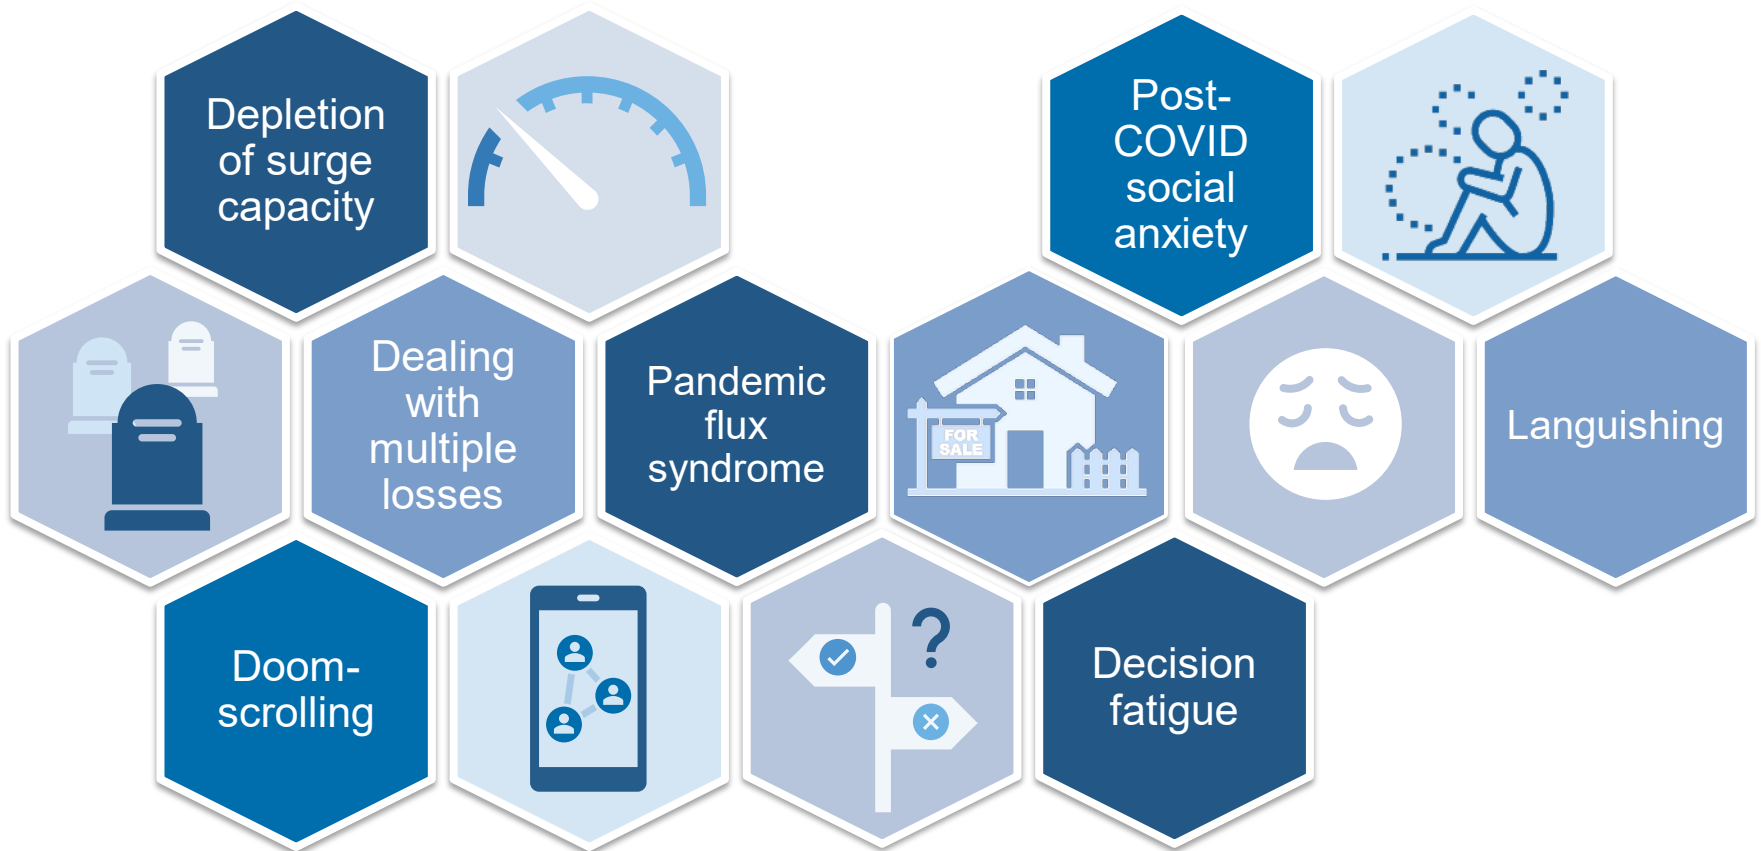 Depletion
of surge
capacity
Post-
COVID
social
anxiety
Dealing
with
multiple
losses
Pandemic
flux
syndrome
FOR
SALE
Languishing
Doom-
scrolling
?
Decision
fatigue